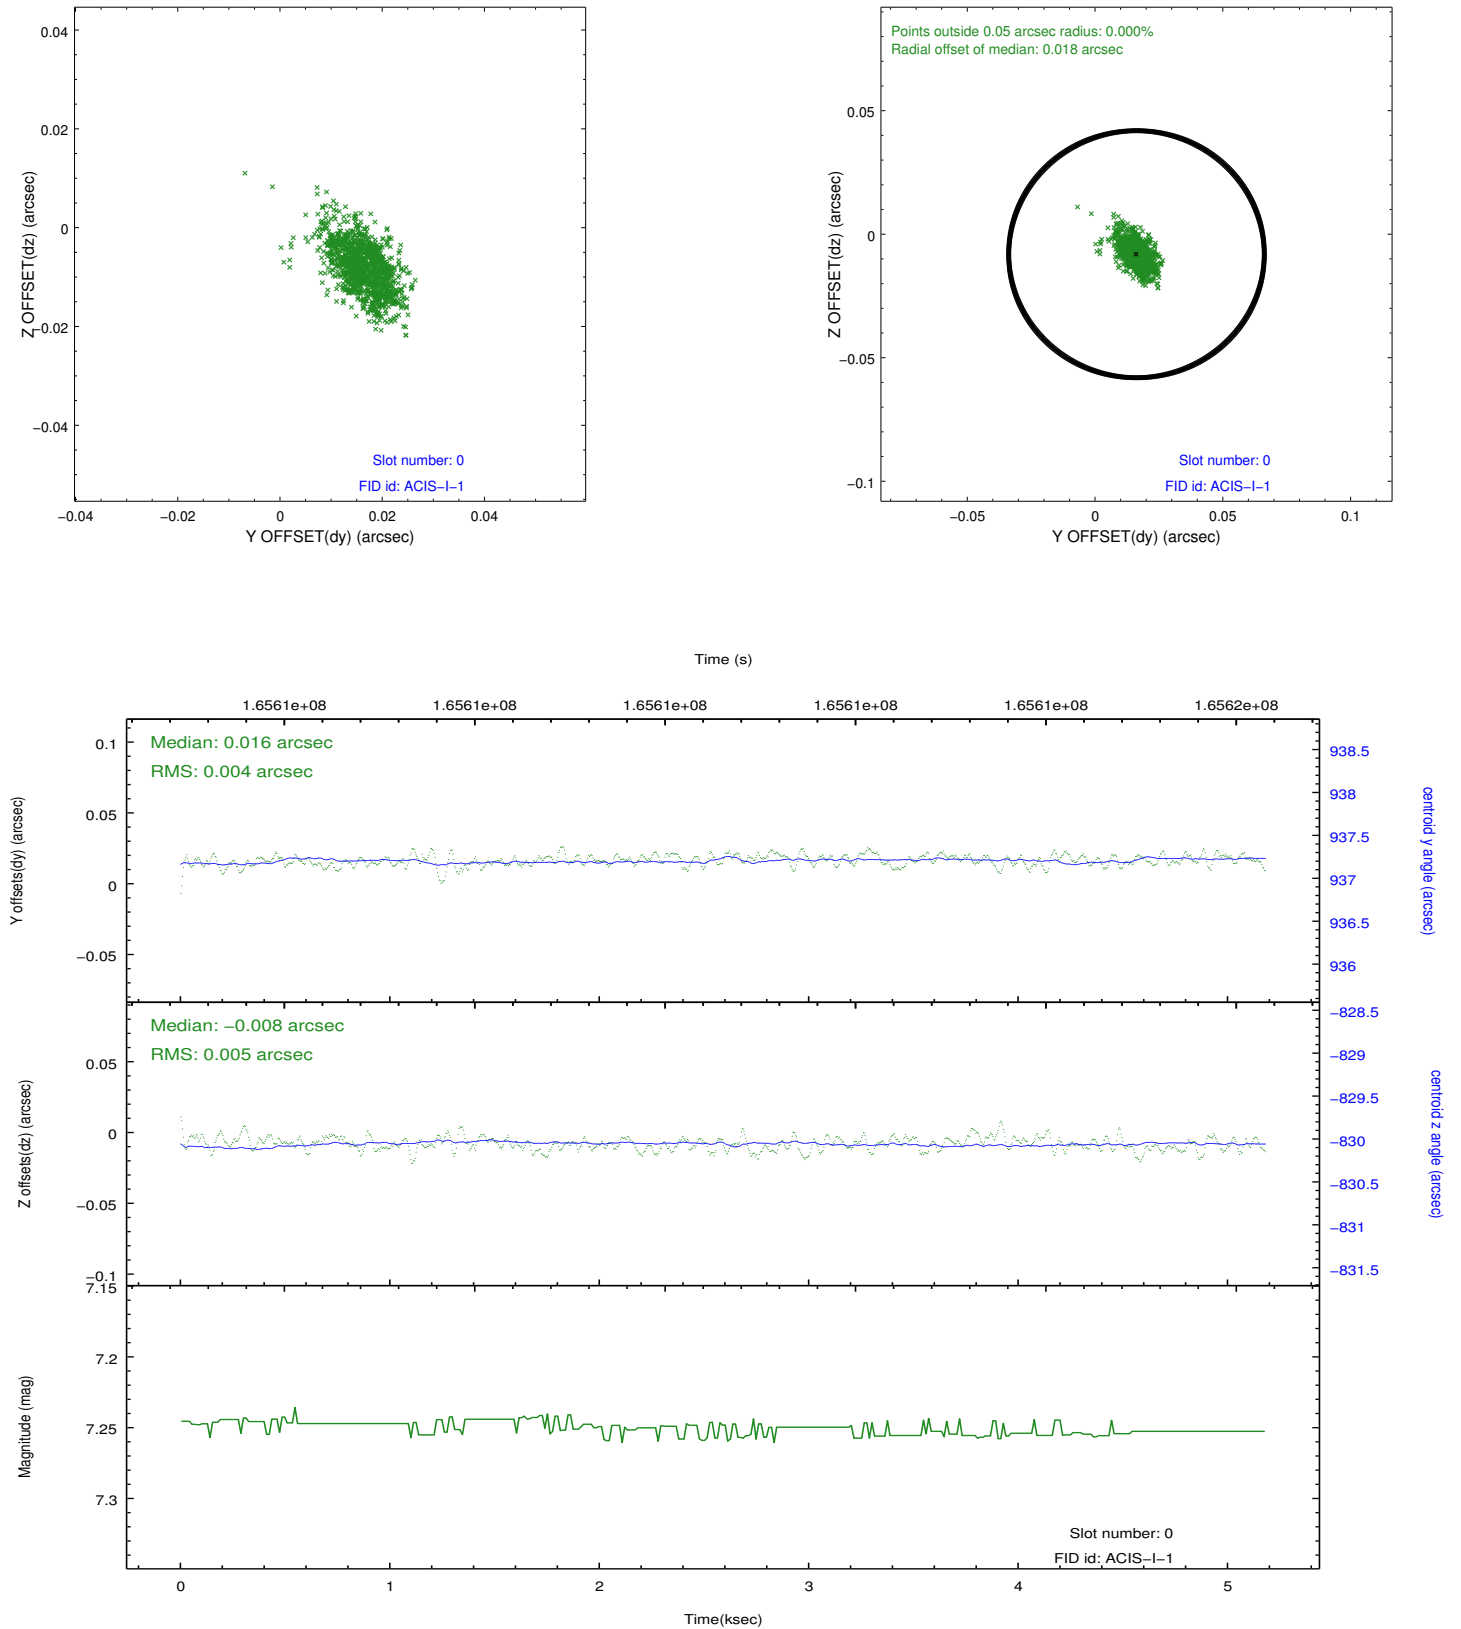 0.04
0.02
0
−0.02
−0.04
Z OFFSET(dz) (arcsec)
Slot number: 0
FID id: ACIS−I−1
−0.04
−0.02
0
0.02
0.04
Y OFFSET(dy) (arcsec)
Points outside 0.05 arcsec radius: 0.000%
Radial offset of median: 0.018 arcsec
0.05
0
−0.05
−0.1
Z OFFSET(dz) (arcsec)
Slot number: 0
FID id: ACIS−I−1
−0.05
0
0.05
0.1
Y OFFSET(dy) (arcsec)
Time (s)
1.6561e+08
1.6561e+08
1.6561e+08
1.6561e+08
1.6561e+08
1.6562e+08
Median: 0.016 arcsec
RMS: 0.004 arcsec
0.1
0.05
0
−0.05
Y offsets(dy) (arcsec)
938.5
938
937.5
937
936.5
936
centroid y angle (arcsec)
Median: −0.008 arcsec
RMS: 0.005 arcsec
0.05
0
−0.05
−0.1
Z offsets(dz) (arcsec)
−828.5
−829
−829.5
−830
−830.5
−831
−831.5
centroid z angle (arcsec)
7.15
7.2
7.25
7.3
Magnitude (mag)
Slot number: 0
FID id: ACIS−I−1
0
1
2
3
4
5
Time(ksec)